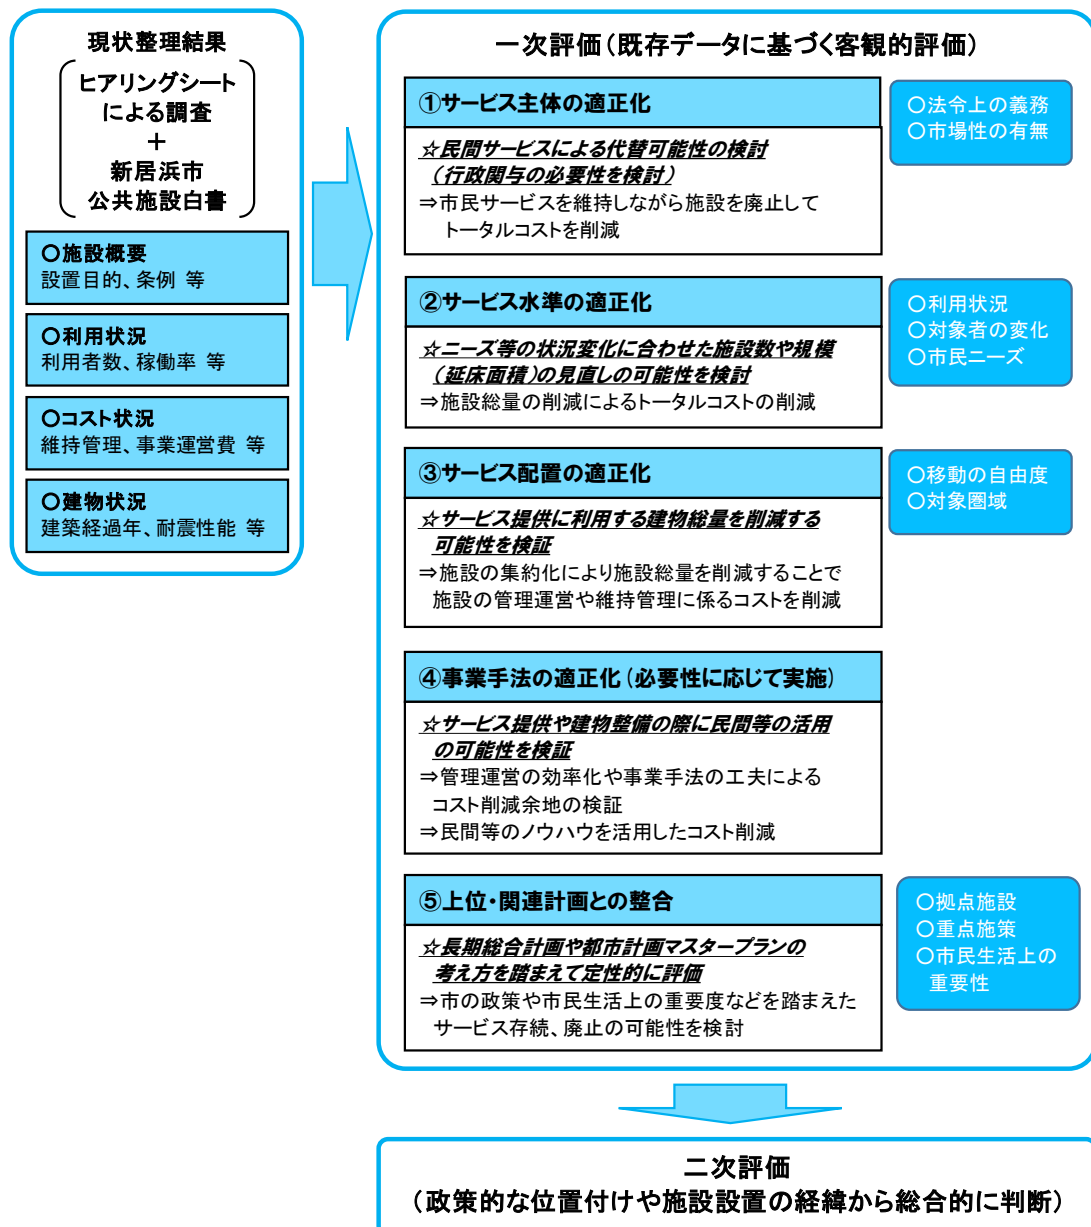 現状整理結果
ヒアリングシート
による調査
＋
新居浜市
公共施設白書
○施設概要
設置目的、条例 等
○利用状況
利用者数、稼働率 等
○コスト状況
維持管理、事業運営費 等
○建物状況
建築経過年、耐震性能 等
一次評価（既存データに基づく客観的評価）
①サービス主体の適正化
☆民間サービスによる代替可能性の検討
（行政関与の必要性を検討）
⇒市民サービスを維持しながら施設を廃止して
トータルコストを削減
○法令上の義務
○市場性の有無
②サービス水準の適正化
☆ニーズ等の状況変化に合わせた施設数や規模
（延床面積）の見直しの可能性を検討
⇒施設総量の削減によるトータルコストの削減
○利用状況
○対象者の変化
○市民ニーズ
③サービス配置の適正化
☆サービス提供に利用する建物総量を削減する
可能性を検証
⇒施設の集約化により施設総量を削減することで
施設の管理運営や維持管理に係るコストを削減
○移動の自由度
○対象圏域
④事業手法の適正化（必要性に応じて実施）
☆サービス提供や建物整備の際に民間等の活用
の可能性を検証
⇒管理運営の効率化や事業手法の工夫による
コスト削減余地の検証
⇒民間等のノウハウを活用したコスト削減
⑤上位・関連計画との整合
☆長期総合計画や都市計画マスタープランの
考え方を踏まえて定性的に評価
⇒市の政策や市民生活上の重要度などを踏まえた
サービス存続、廃止の可能性を検討
○拠点施設
○重点施策
○市民生活上の
重要性
二次評価
（政策的な位置付けや施設設置の経緯から総合的に判断）